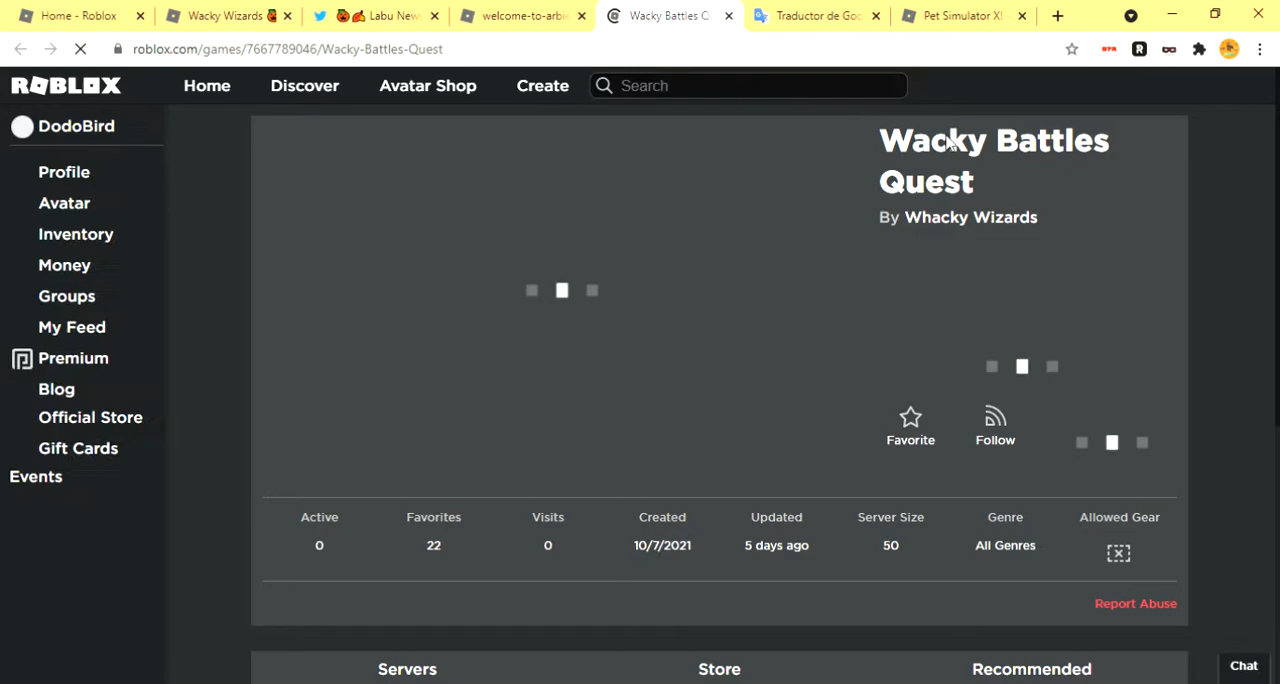 Home - Roblox
Wacky Wizards
Labu New
welcome-to-arbi
Wacky Battles Q
Traductor de Goo
Pet Simulator X!
roblox.com/games/7667789046/Wacky-Battles-Quest
ROBLOX
Home
Discover
Avatar Shop
Create
Search
DodoBird
Profile
Avatar
Inventory
Money
Groups
My Feed
Premium
Blog
Official Store
Gift Cards
Events
Wacky Battles
Quest
By Whacky Wizards
Favorite
Follow
Active
Favorites
Visits
Created
Updated
Server Size
Genre
Allowed Gear
0
22
0
10/7/2021
5 days ago
50
All Genres
Report Abuse
Servers
Store
Recommended
Chat